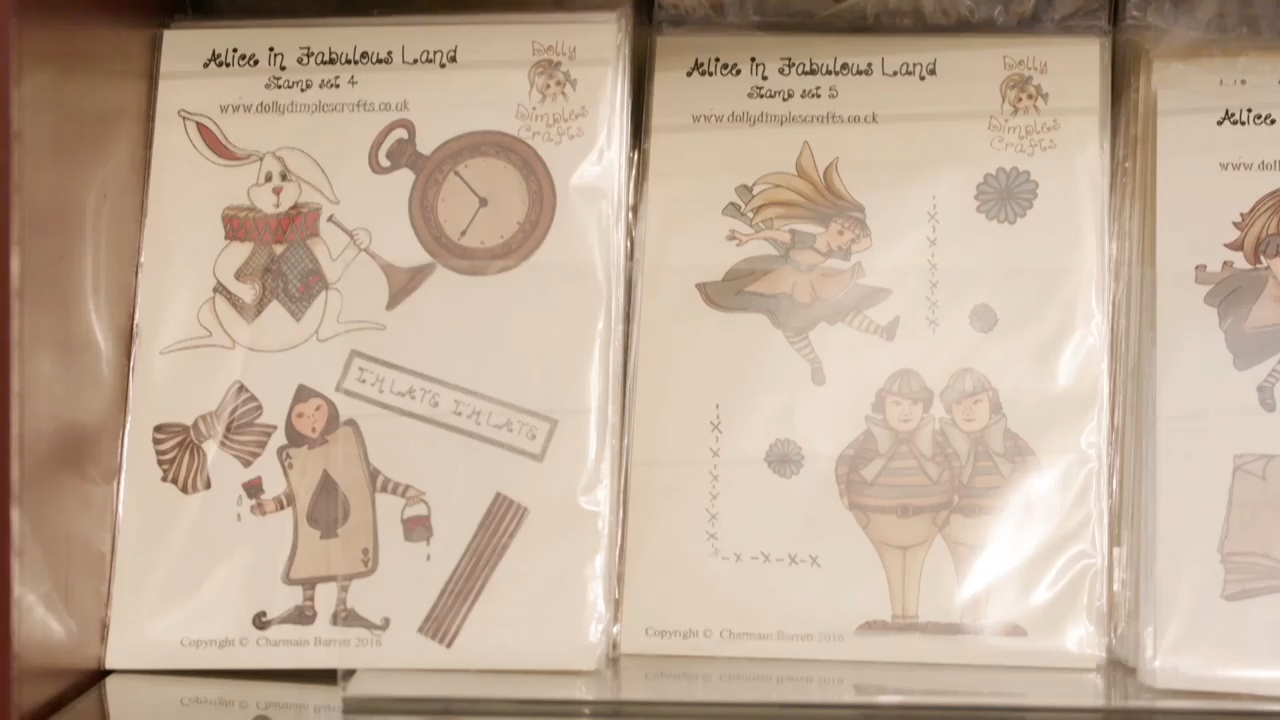 Alice in Fabulous Land
Stamp set 4
www.dollydimplescrafts.co.uk
Dolly
Dimples
Crafts
I'M LATE I'M LATE
A
A
Copyright © Charmain Barrett 2016
Alice in Fabulous Land
Stamp set 5
www.dollydimplescrafts.co.uk
Dolly
Dimples
Crafts
Copyright © Charmain Barrett 2016
Alice
www.doll